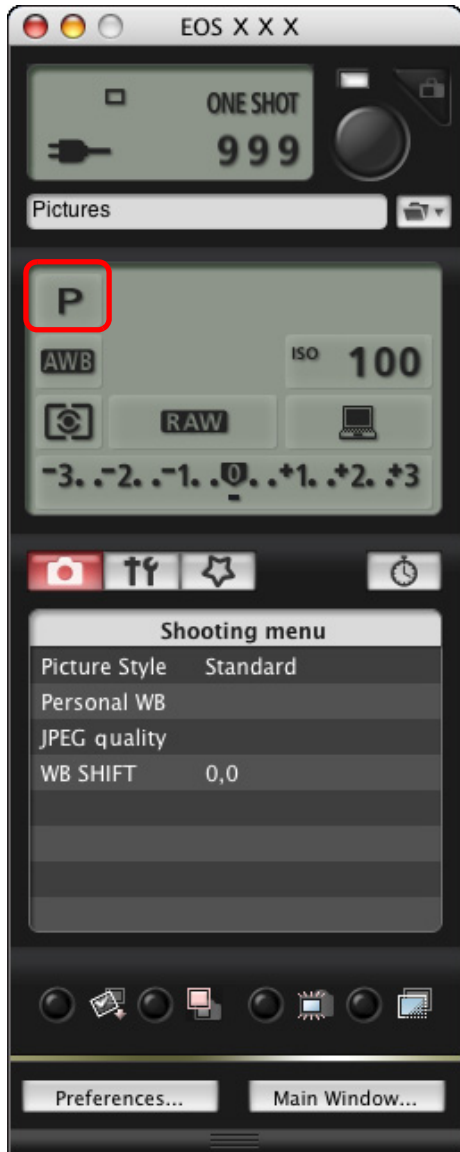 EOS X X X
ONE SHOT
999
Pictures
P
AWB
ISO 100
RAW
-3. .-2. .-1. .0. .+1. .+2. .+3
Shooting menu
Picture Style Standard
Personal WB
JPEG quality
WB SHIFT 0,0
Preferences... Main Window...